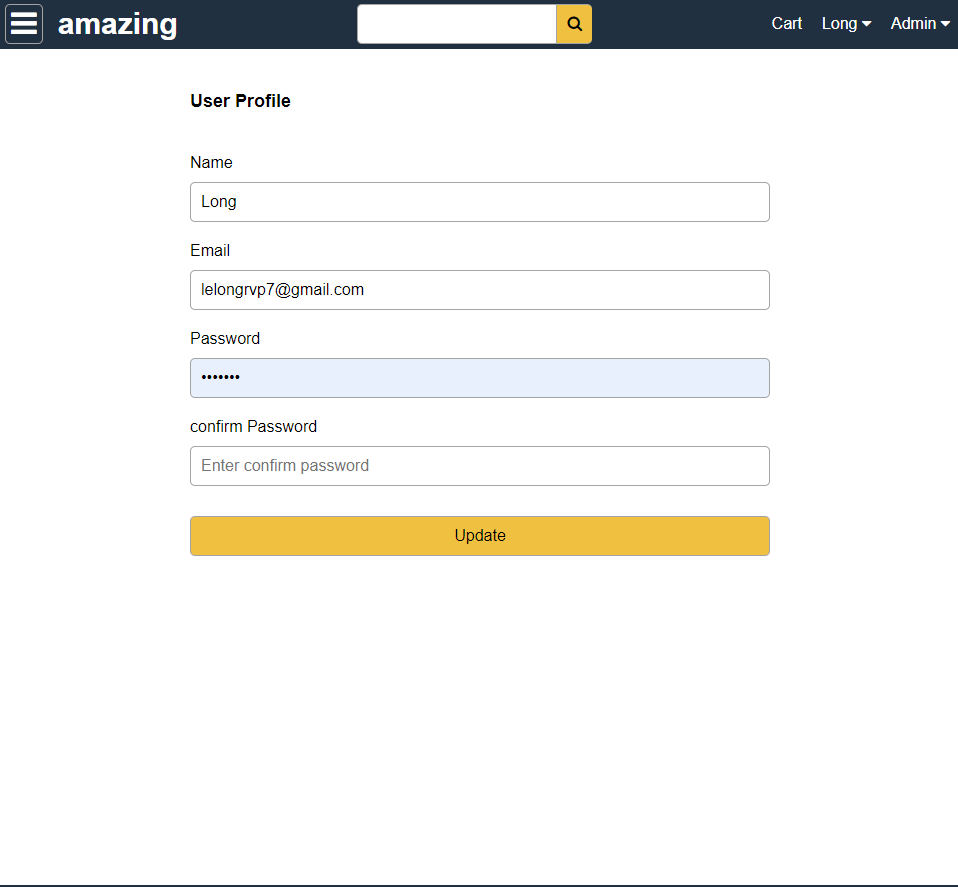 amazing
Cart Long Admin
User Profile
Name
Long
Email
lelongrvp7@gmail.com
Password
•••••••
confirm Password
Enter confirm password
Update